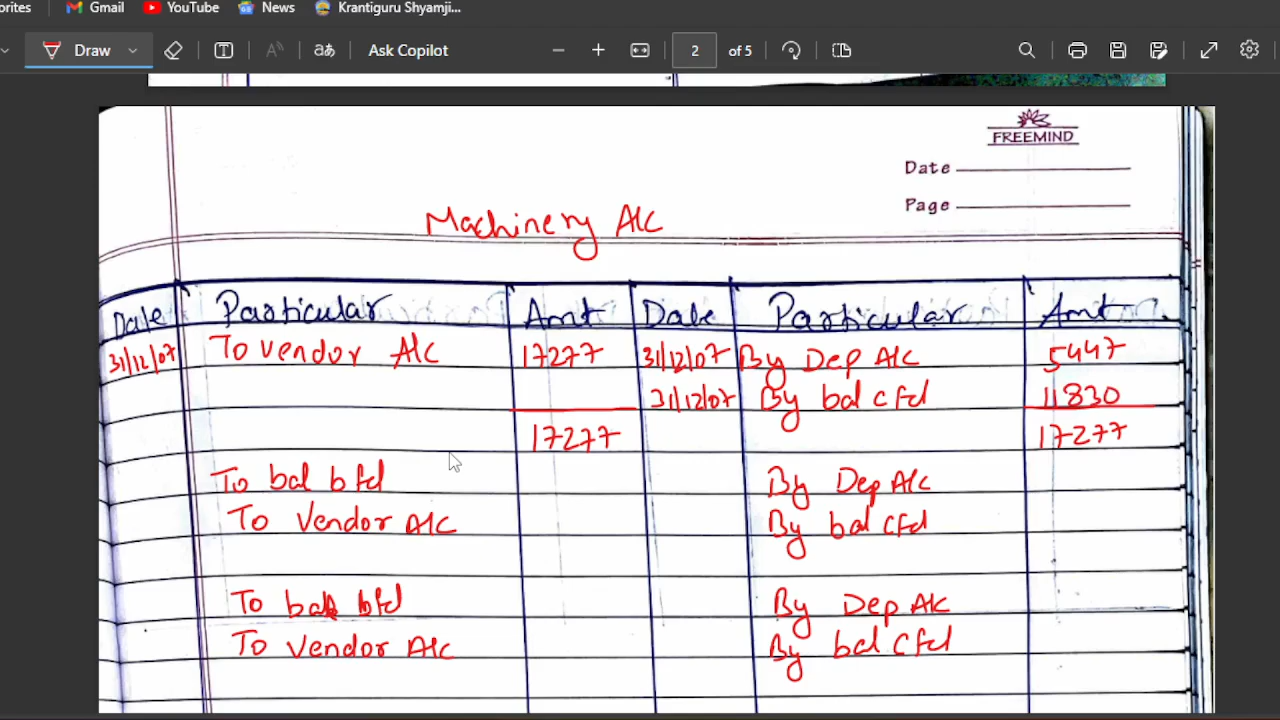 orites Gmail YouTube News Krantiguru Shyamji...
Draw Ask Copilot 2 of 5
FREEMIND
Date
Page
Machinery A/c
Date Particular Amt Date Particular Amt
31/12/07 To vendor A/c 17277 31/12/07 By Dep A/c 5447
31/12/07 By bal cfd 11830
17277 17277
To bal bfd By Dep A/c
To Vendor A/c By bal cfd
To bal bfd By Dep A/c
To Vendor A/c By bal cfd